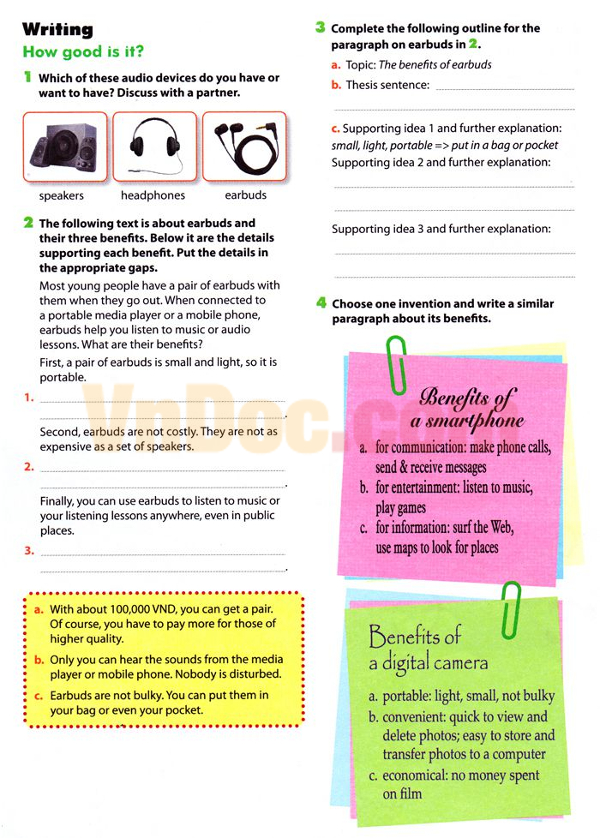 Writing
How good is it?
1 Which of these audio devices do you have or
want to have? Discuss with a partner.
speakers headphones earbuds
2 The following text is about earbuds and
their three benefits. Below it are the details
supporting each benefit. Put the details in
the appropriate gaps.
Most young people have a pair of earbuds with
them when they go out. When connected to
a portable media player or a mobile phone,
earbuds help you listen to music or audio
lessons. What are their benefits?
First, a pair of earbuds is small and light, so it is
portable.
1.
Second, earbuds are not costly. They are not as
expensive as a set of speakers.
2.
Finally, you can use earbuds to listen to music or
your listening lessons anywhere, even in public
places.
3.
a. With about 100,000 VND, you can get a pair.
Of course, you have to pay more for those of
higher quality.
b. Only you can hear the sounds from the media
player or mobile phone. Nobody is disturbed.
c. Earbuds are not bulky. You can put them in
your bag or even your pocket.
3 Complete the following outline for the
paragraph on earbuds in 2.
a. Topic: The benefits of earbuds
b. Thesis sentence:
c. Supporting idea 1 and further explanation:
small, light, portable => put in a bag or pocket
Supporting idea 2 and further explanation:
Supporting idea 3 and further explanation:
4 Choose one invention and write a similar
paragraph about its benefits.
Benefits of
a smartphone
a. for communication: make phone calls,
send & receive messages
b. for entertainment: listen to music,
play games
c. for information: surf the Web,
use maps to look for places
Benefits of
a digital camera
a. portable: light, small, not bulky
b. convenient: quick to view and
delete photos; easy to store and
transfer photos to a computer
c. economical: no money spent
on film
VnDoc.com